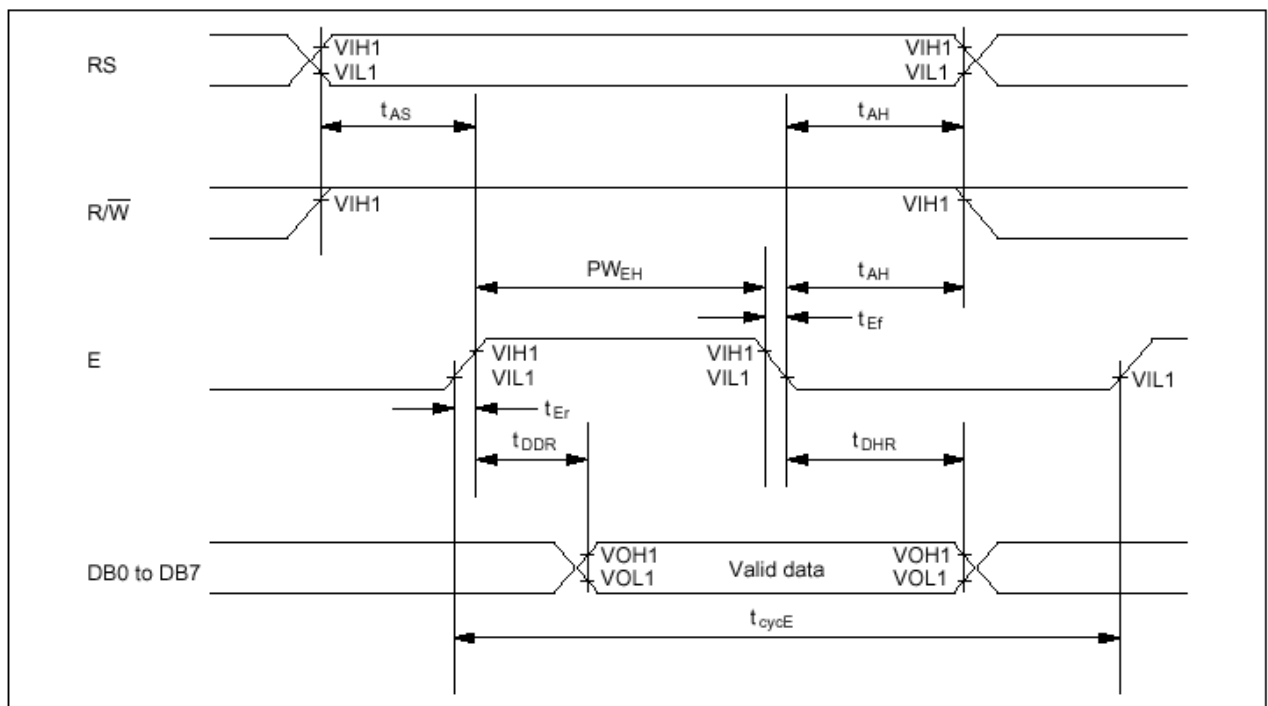 RS
VIH1
VIL1
VIH1
VIL1
tAS
tAH
R/W̅
VIH1
VIH1
PWEH
tAH
tEf
E
VIH1
VIL1
VIH1
VIL1
VIL1
tEr
tDDR
tDHR
DB0 to DB7
VOH1
VOL1
Valid data
VOH1
VOL1
tcycE